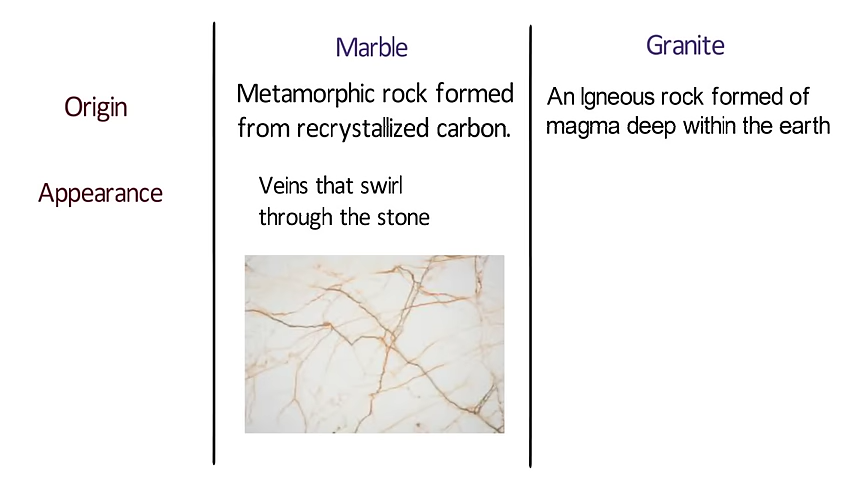 Marble
Granite
Origin
Metamorphic rock formed
from recrystallized carbon.
An Igneous rock formed of
magma deep within the earth
Appearance
Veins that swirl
through the stone